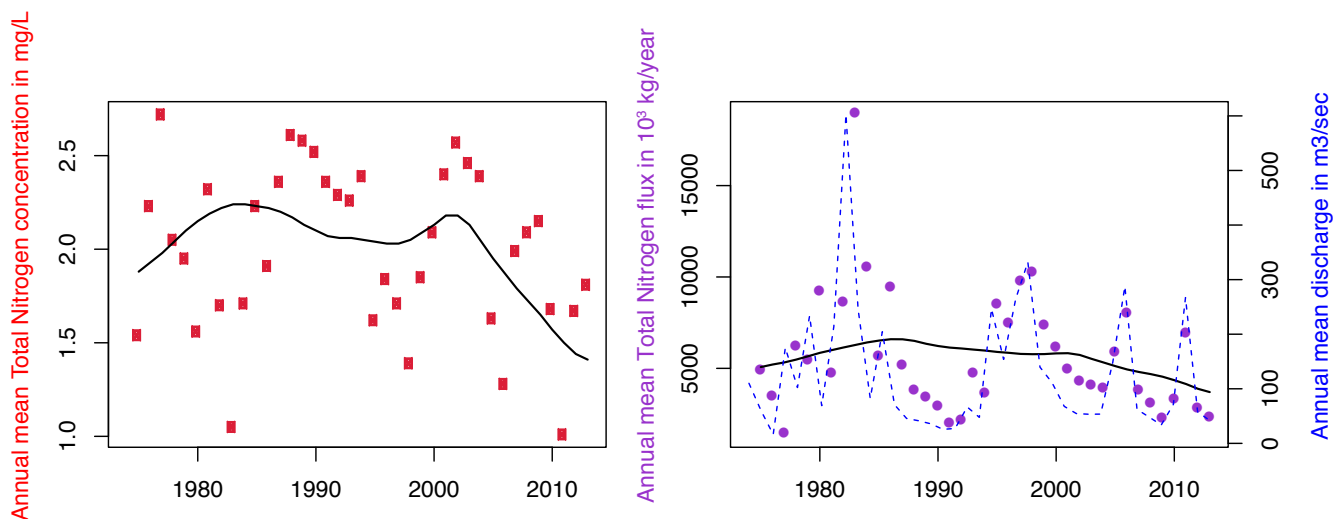 Annual mean Total Nitrogen concentration in mg/L
2.5
2.0
1.5
1.0
1980 1990 2000 2010
Annual mean Total Nitrogen flux in 10³ kg/year
15000
10000
5000
1980 1990 2000 2010
500
300
100
0
Annual mean discharge in m3/sec